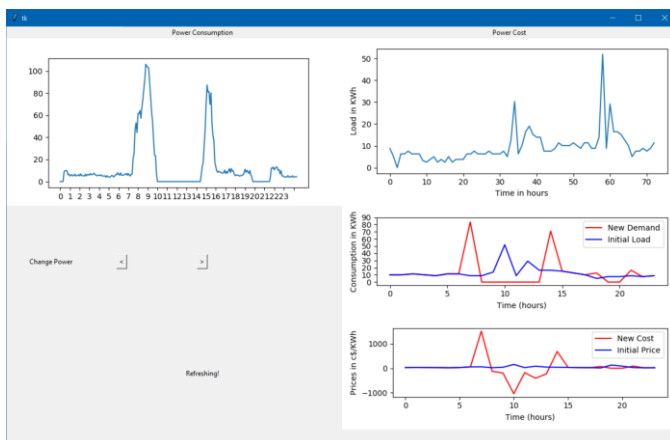 tk
Power Consumption
Power Cost
100
80
60
40
20
0
0 1 2 3 4 5 6 7 8 9 10 11 12 13 14 15 16 17 18 19 20 21 22 23
Load in KWh
50
40
30
20
10
0
0 10 20 30 40 50 60 70
Time in hours
Change Power < >
Refreshing!
Consumption in KWh
90
80
70
60
50
40
30
20
10
0
New Demand
Initial Load
0 5 10 15 20
Time (hours)
Prices in c$/KWh
1000
0
−1000
New Cost
Initial Price
0 5 10 15 20
Time (hours)